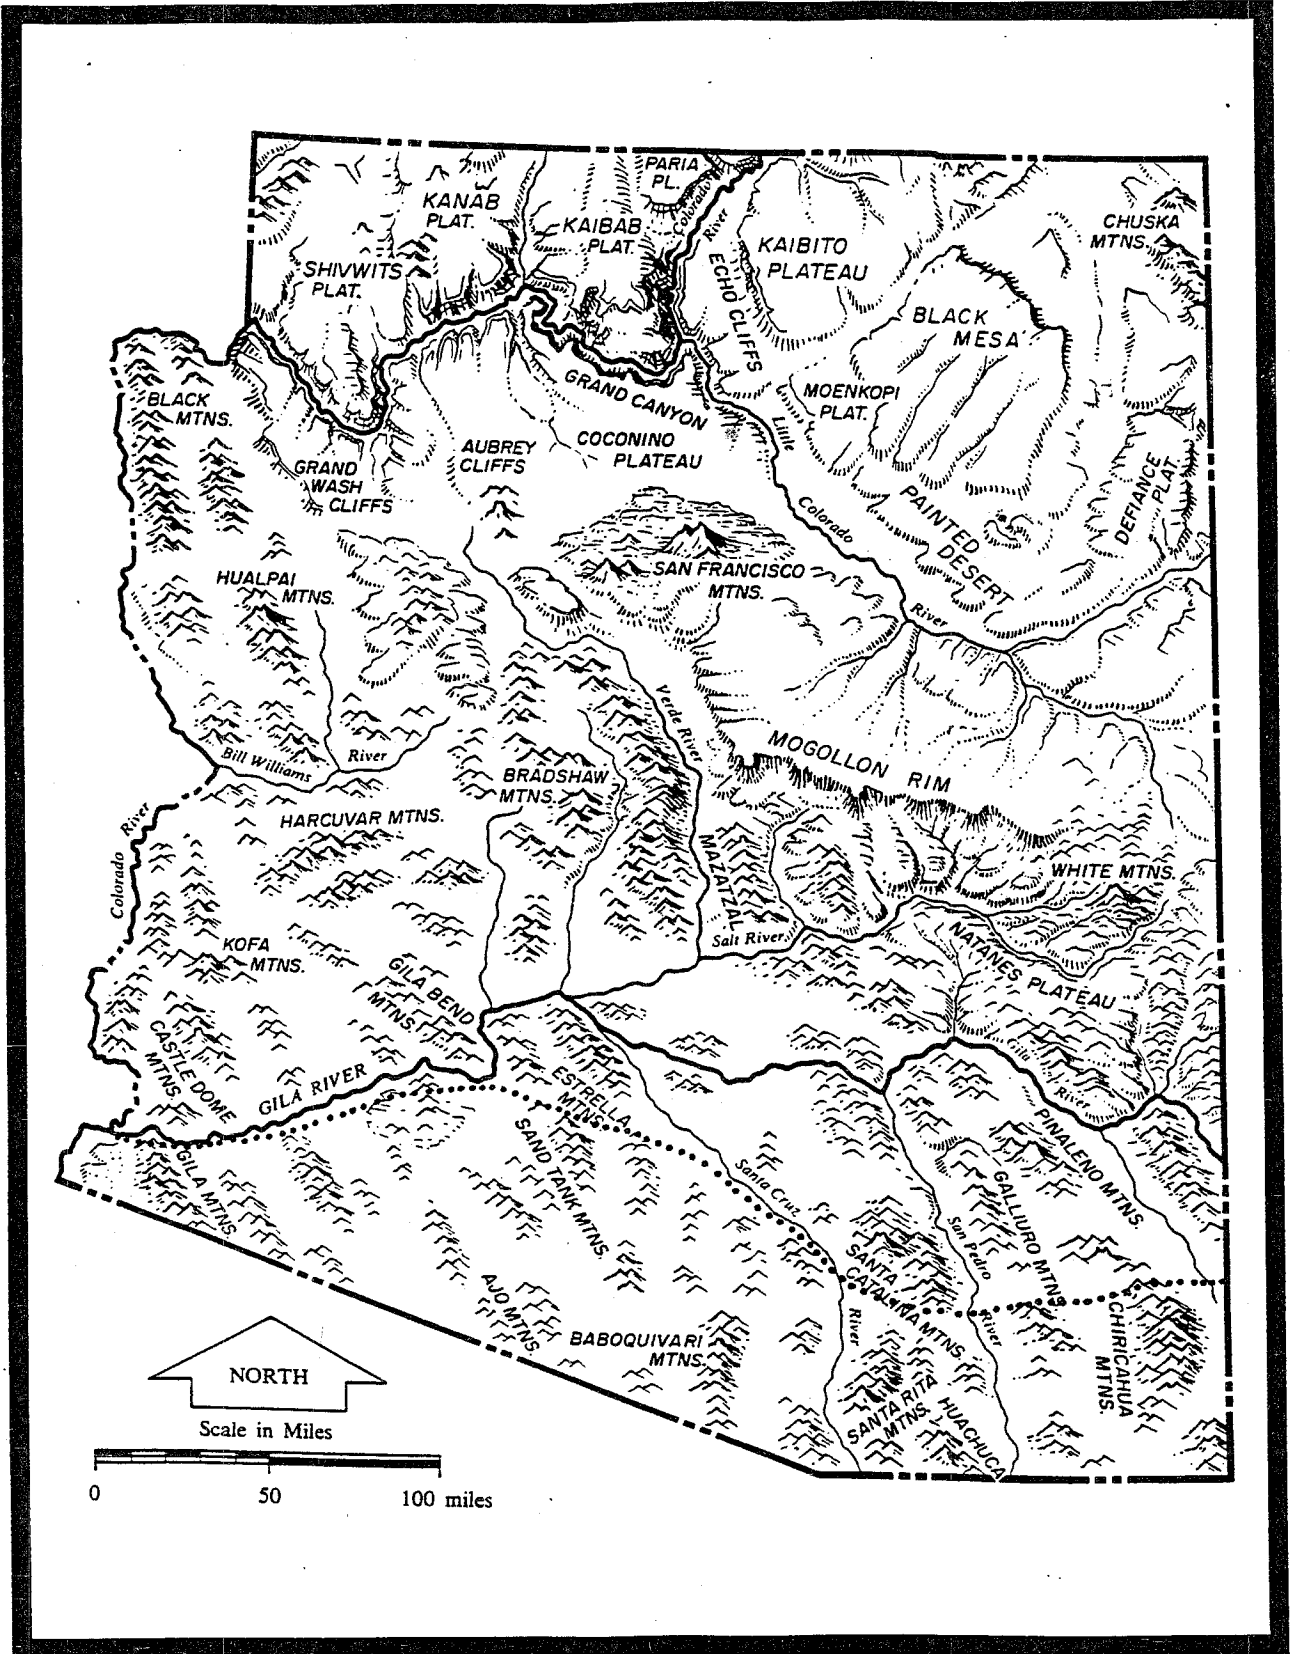 PARIA
PL.
KANAB
PLAT.
KAIBAB
PLAT.
Colorado
River
CHUSKA
MTNS.
KAIBITO
PLATEAU
SHIVWITS
PLAT.
ECHO CLIFFS
BLACK
MESA
GRAND CANYON
MOENKOPI
PLAT.
BLACK
MTNS.
Little
Colorado
River
AUBREY
CLIFFS
COCONINO
PLATEAU
GRAND
WASH
CLIFFS
DEFIANCE
PLAT.
PAINTED
DESERT
SAN FRANCISCO
MTNS.
HUALPAI
MTNS.
Verde River
Bill Williams
River
MOGOLLON RIM
BRADSHAW
MTNS.
HARCUVAR MTNS.
Colorado River
MAZATZAL
WHITE MTNS.
Salt River
KOFA
MTNS.
NATANES PLATEAU
GILA BEND
MTNS.
CASTLE DOME
MTNS.
GILA RIVER
Gila
River
ESTRELLA
MTNS.
PINALENO MTNS.
SAND TANK MTNS.
GILA MTNS.
Santa Cruz
River
GALLIURO MTNS.
San Pedro
River
SANTA
CATALINA MTNS.
AJO MTNS.
BABOQUIVARI
MTNS.
CHIRICAHUA
MTNS.
SANTA RITA
MTNS.
HUACHUCA
NORTH
Scale in Miles
0 50 100 miles